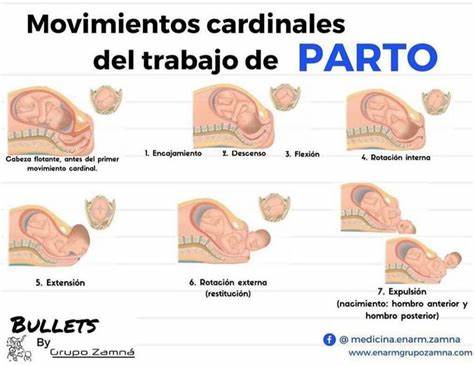 Movimientos cardinales
del trabajo de PARTO
Cabeza flotante, antes del primer
movimiento cardinal.
1. Encajamiento
2. Descenso
3. Flexión
4. Rotación interna
5. Extensión
6. Rotación externa
(restitución)
7. Expulsión
(nacimiento: hombro anterior y
hombro posterior)
BULLETS
By Grupo Zamná
@ medicina.enarm.zamna
www.enarmgrupozamna.com